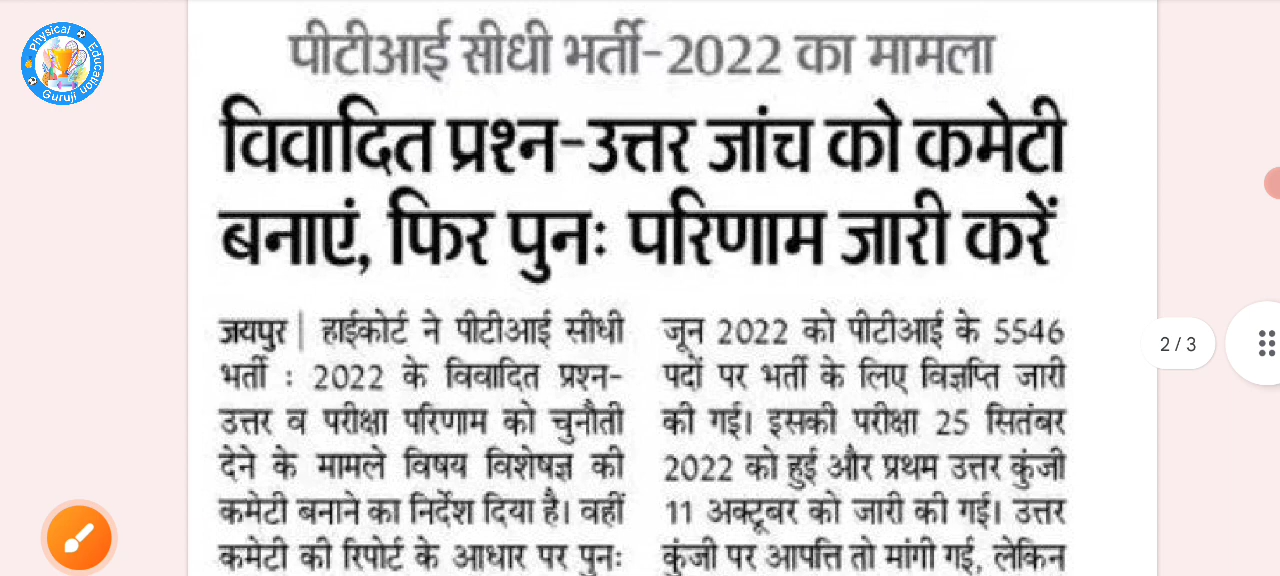 Physical Education Guruji
पीटीआई सीधी भर्ती-2022 का मामला
विवादित प्रश्न-उत्तर जांच को कमेटी
बनाएं, फिर पुनः परिणाम जारी करें
जयपुर | हाईकोर्ट ने पीटीआई सीधी
भर्ती : 2022 के विवादित प्रश्न-
उत्तर व परीक्षा परिणाम को चुनौती
देने के मामले विषय विशेषज्ञ की
कमेटी बनाने का निर्देश दिया है। वहीं
कमेटी की रिपोर्ट के आधार पर पुनः
जून 2022 को पीटीआई के 5546
पदों पर भर्ती के लिए विज्ञप्ति जारी
की गई। इसकी परीक्षा 25 सितंबर
2022 को हुई और प्रथम उत्तर कुंजी
11 अक्टूबर को जारी की गई। उत्तर
कुंजी पर आपत्ति तो मांगी गई, लेकिन
2 / 3